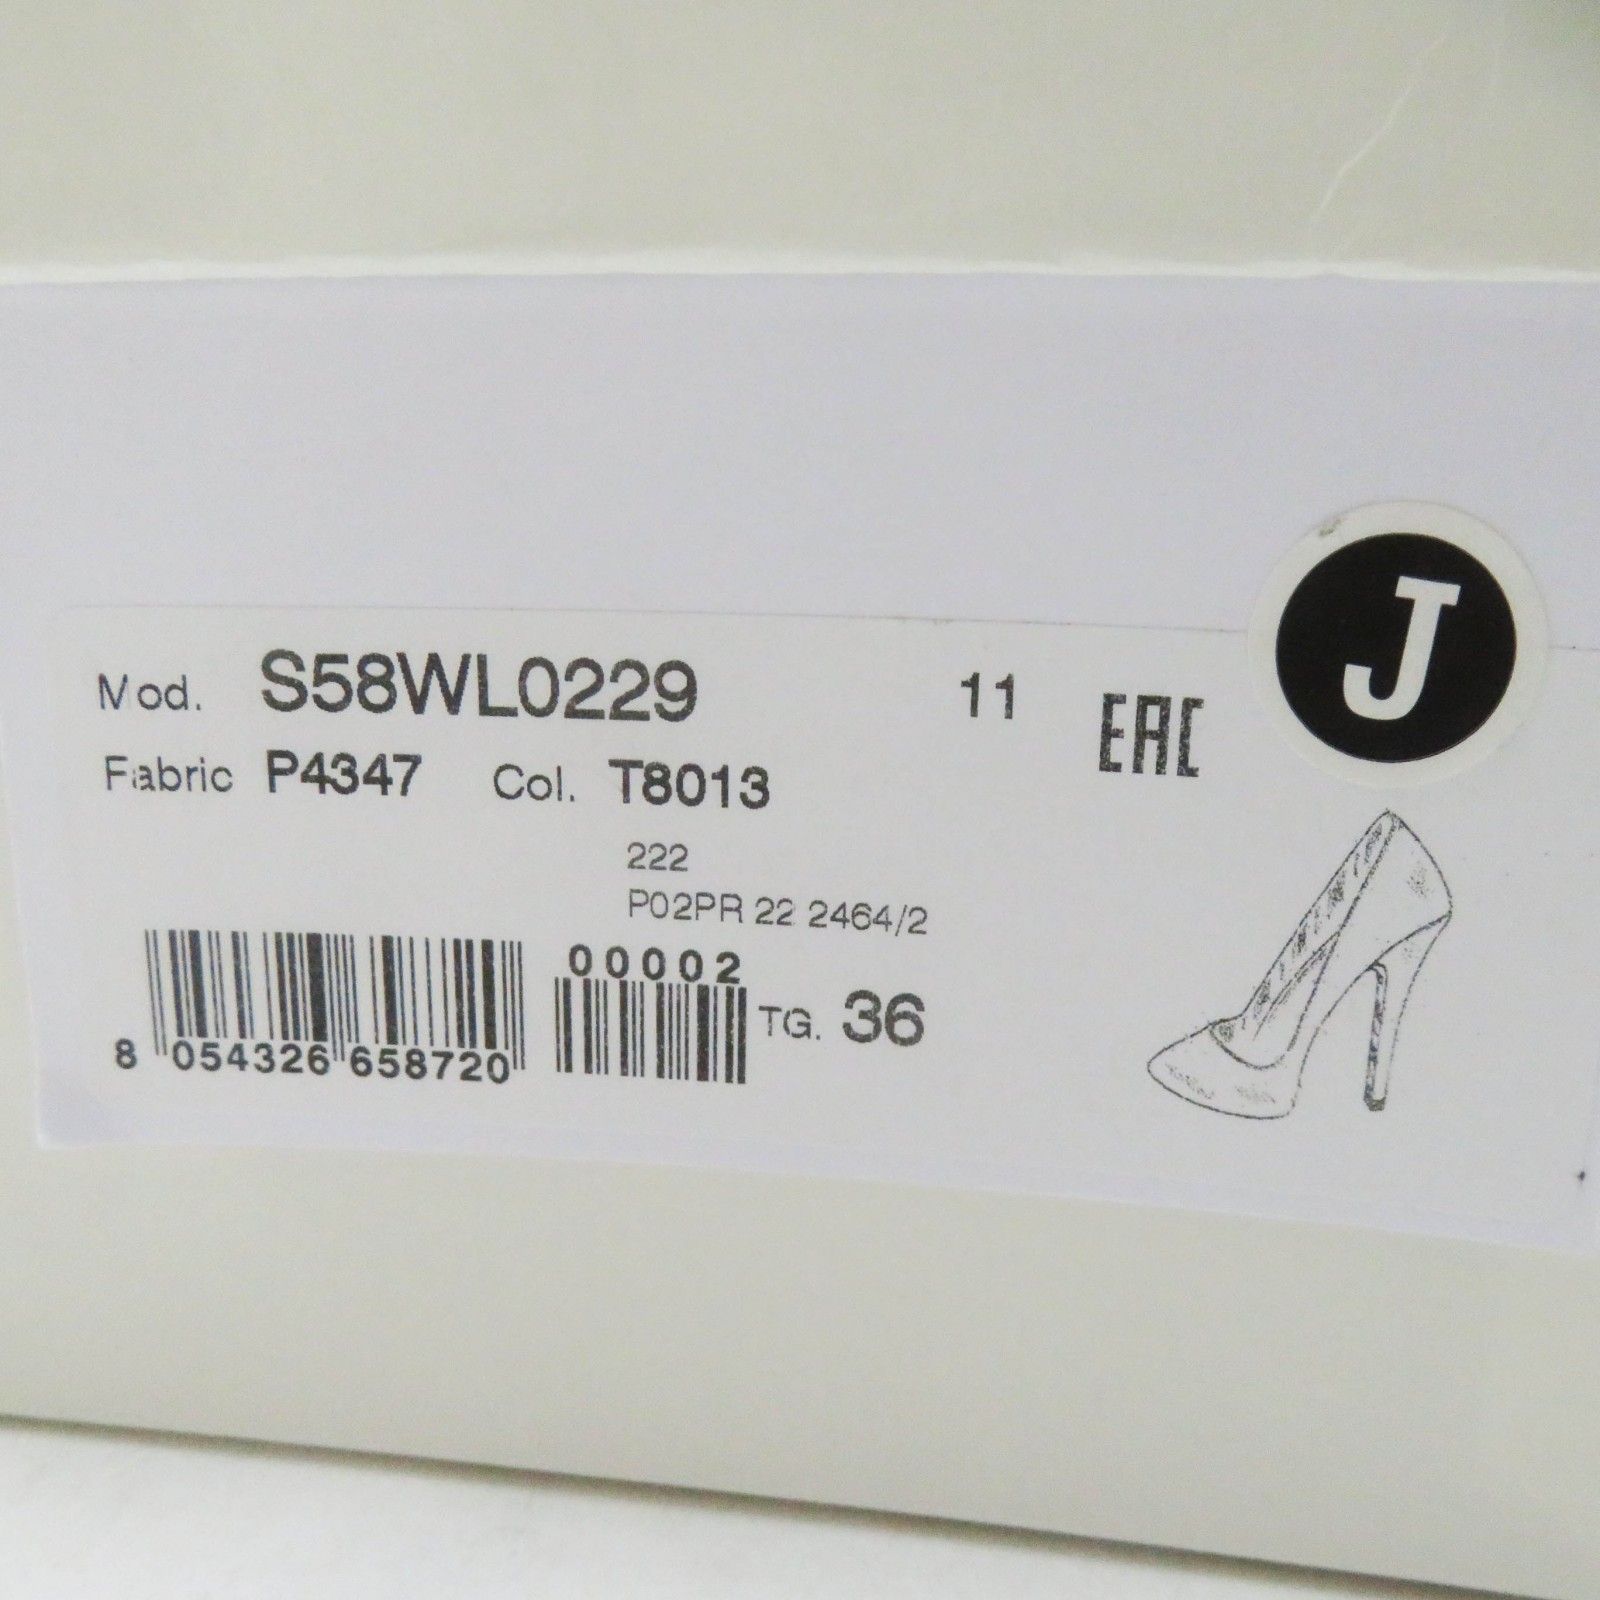 Mod. S58WL0229 11 EAC J
Fabric P4347 Col. T8013
222
P02PR 22 2464/2
00002
TG. 36
8 054326 658720